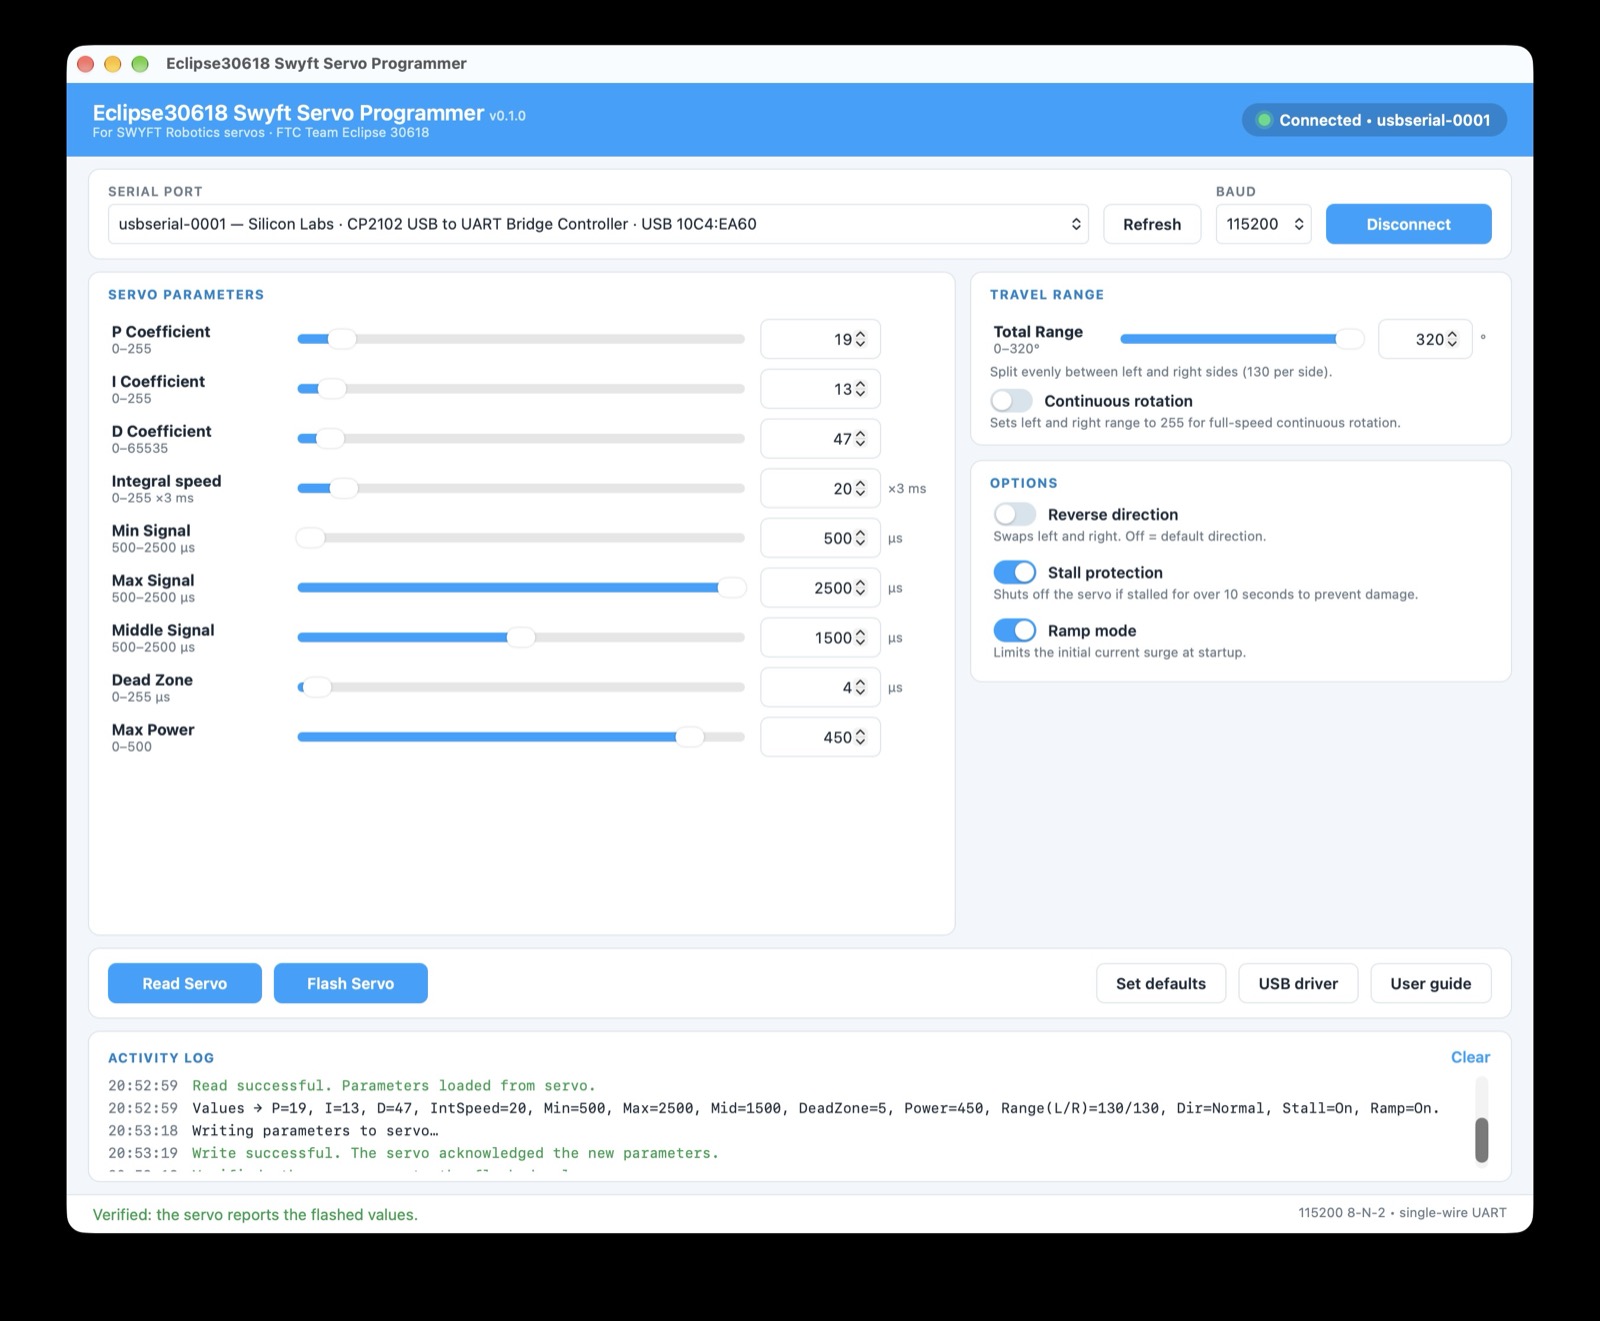 Eclipse30618 Swyft Servo Programmer
Eclipse30618 Swyft Servo Programmer v0.1.0
For SWYFT Robotics servos · FTC Team Eclipse 30618
Connected • usbserial-0001
SERIAL PORT
BAUD
usbserial-0001 — Silicon Labs · CP2102 USB to UART Bridge Controller · USB 10C4:EA60
Refresh
115200
Disconnect
SERVO PARAMETERS
P Coefficient
0–255
19
I Coefficient
0–255
13
D Coefficient
0–65535
47
Integral speed
0–255 ×3 ms
20
×3 ms
Min Signal
500–2500 µs
500
µs
Max Signal
500–2500 µs
2500
µs
Middle Signal
500–2500 µs
1500
µs
Dead Zone
0–255 µs
4
µs
Max Power
0–500
450
TRAVEL RANGE
Total Range
0–320°
320
°
Split evenly between left and right sides (130 per side).
Continuous rotation
Sets left and right range to 255 for full-speed continuous rotation.
OPTIONS
Reverse direction
Swaps left and right. Off = default direction.
Stall protection
Shuts off the servo if stalled for over 10 seconds to prevent damage.
Ramp mode
Limits the initial current surge at startup.
Read Servo
Flash Servo
Set defaults
USB driver
User guide
ACTIVITY LOG
Clear
20:52:59 Read successful. Parameters loaded from servo.
20:52:59 Values → P=19, I=13, D=47, IntSpeed=20, Min=500, Max=2500, Mid=1500, DeadZone=5, Power=450, Range(L/R)=130/130, Dir=Normal, Stall=On, Ramp=On.
20:53:18 Writing parameters to servo…
20:53:19 Write successful. The servo acknowledged the new parameters.
Verified: the servo reports the flashed values.
115200 8-N-2 • single-wire UART